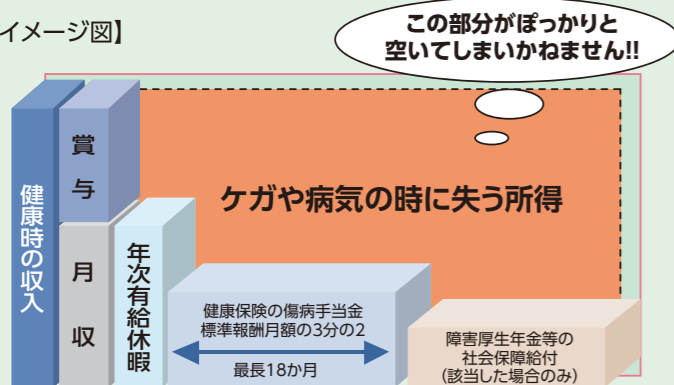 イメージ図】
この部分がぽっかりと
空いてしまいかねません!!
健康時の収入
賞与
月収
年次有給休暇
ケガや病気の時に失う所得
健康保険の傷病手当金
標準報酬月額の3分の2
最長18か月
障害厚生年金等の
社会保障給付
(該当した場合のみ)